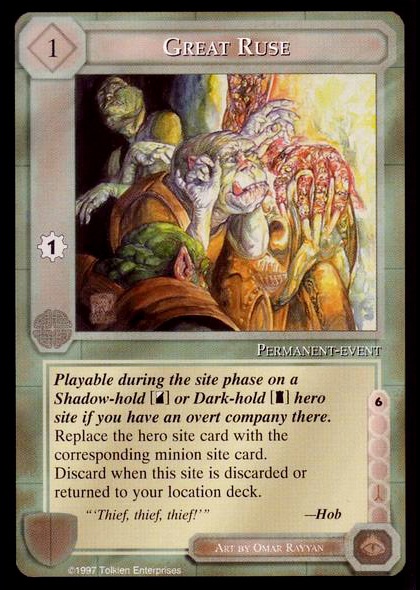 1
GREAT RUSE
1
PERMANENT-EVENT
Playable during the site phase on a
Shadow-hold [] or Dark-hold [] hero
site if you have an overt company there.
Replace the hero site card with the
corresponding minion site card.
Discard when this site is discarded or
returned to your location deck.
“‘Thief, thief, thief!’” —Hob
6
ART BY OMAR RAYYAN
©1997 Tolkien Enterprises